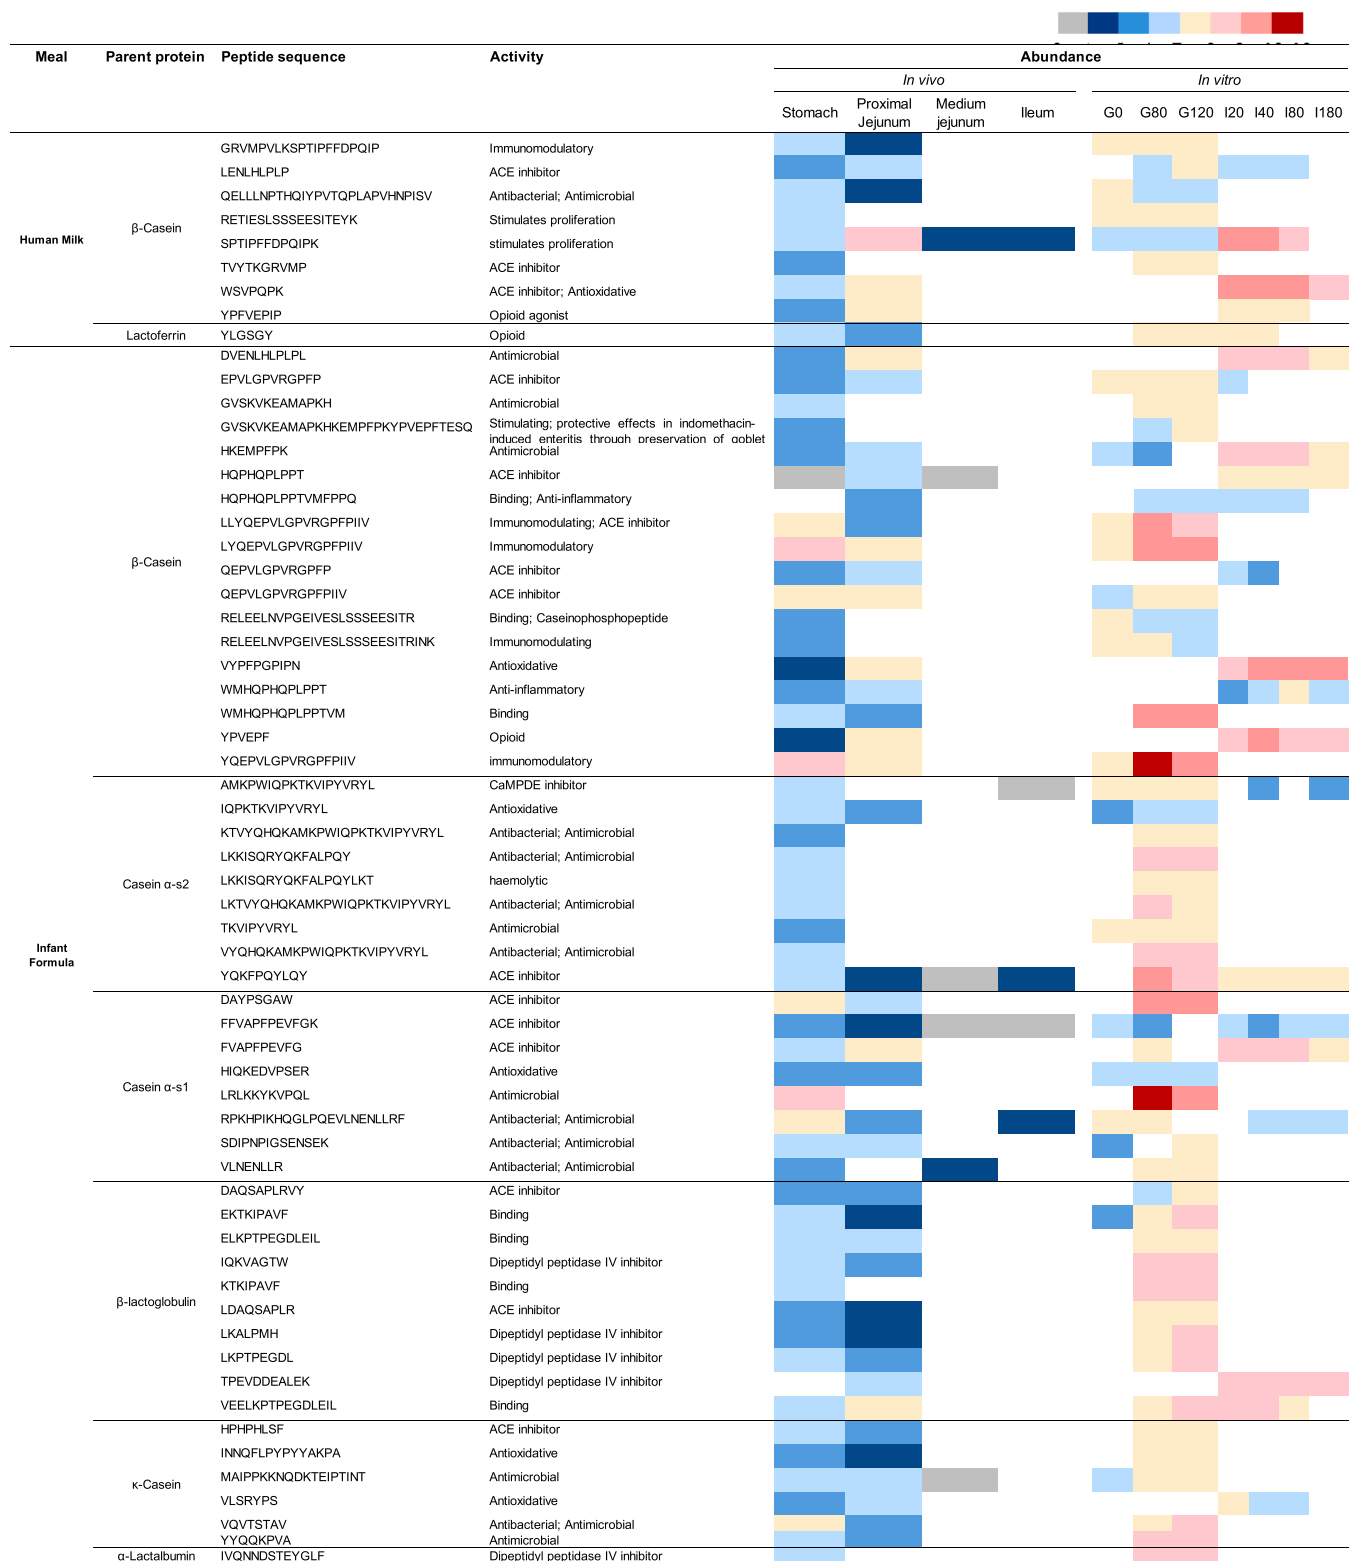 Meal Parent protein Peptide sequence Activity Abundance
In vivo In vitro
Stomach Proximal Jejunum Medium jejunum Ileum G0 G80 G120 I20 I40 I80 I180
GRVMPVLKSPTIPFFDPQIP Immunomodulatory
LENLHLPLP ACE inhibitor
QELLLNPTHQIYPVTQPLAPVHNPISV Antibacterial; Antimicrobial
β-Casein
RETIESLSSSEESITEYK Stimulates proliferation
Human Milk
SPTIPFFDPQIPK stimulates proliferation
TVYTKGRVMP ACE inhibitor
WSVPQPK ACE inhibitor; Antioxidative
YPFVEPIP Opioid agonist
Lactoferrin YLGSGY Opioid
DVENLHLPLPL Antimicrobial
EPVLGPVRGPFP ACE inhibitor
GVSKVKEAMAPKH Antimicrobial
GVSKVKEAMAPKHKEMPFPKYPVEPFTESQ Stimulating; protective effects in indomethacin-
induced enteritis through preservation of goblet
HKEMPFPK Antimicrobial
HQPHQPLPPT ACE inhibitor
HQPHQPLPPTVMFPPQ Binding; Anti-inflammatory
LLYQEPVLGPVRGPFPIIV Immunomodulating; ACE inhibitor
LYQEPVLGPVRGPFPIIV Immunomodulatory
β-Casein
QEPVLGPVRGPFP ACE inhibitor
QEPVLGPVRGPFPIIV ACE inhibitor
RELEELNVPGEIVESLSSSEESITR Binding; Caseinophosphopeptide
RELEELNVPGEIVESLSSSEESITRINK Immunomodulating
VYPFPGPIPN Antioxidative
WMHQPHQPLPPT Anti-inflammatory
WMHQPHQPLPPTVM Binding
YPVEPF Opioid
YQEPVLGPVRGPFPIIV immunomodulatory
AMKPWIQPKTKVIPYVRYL CaMPDE inhibitor
IQPKTKVIPYVRYL Antioxidative
KTVYQHQKAMKPWIQPKTKVIPYVRYL Antibacterial; Antimicrobial
LKKISQRYQKFALPQY Antibacterial; Antimicrobial
Casein α-s2
LKKISQRYQKFALPQYLKT haemolytic
LKTVYQHQKAMKPWIQPKTKVIPYVRYL Antibacterial; Antimicrobial
TKVIPYVRYL Antimicrobial
Infant
Formula
VYQHQKAMKPWIQPKTKVIPYVRYL Antibacterial; Antimicrobial
YQKFPQYLQY ACE inhibitor
DAYPSGAW ACE inhibitor
FFVAPFPEVFGK ACE inhibitor
FVAPFPEVFG ACE inhibitor
HIQKEDVPSER Antioxidative
Casein α-s1
LRLKKYKVPQL Antimicrobial
RPKHPIKHQGLPQEVLNENLLRF Antibacterial; Antimicrobial
SDIPNPIGSENSEK Antibacterial; Antimicrobial
VLNENLLR Antibacterial; Antimicrobial
DAQSAPLRVY ACE inhibitor
EKTKIPAVF Binding
ELKPTPEGDLEIL Binding
IQKVAGTW Dipeptidyl peptidase IV inhibitor
KTKIPAVF Binding
β-lactoglobulin
LDAQSAPLR ACE inhibitor
LKALPMH Dipeptidyl peptidase IV inhibitor
LKPTPEGDL Dipeptidyl peptidase IV inhibitor
TPEVDDEALEK Dipeptidyl peptidase IV inhibitor
VEELKPTPEGDLEIL Binding
HPHPHLSF ACE inhibitor
INNQFLPYPYYAKPA Antioxidative
MAIPPKKNQDKTEIPTINT Antimicrobial
κ-Casein
VLSRYPS Antioxidative
VQVTSTAV Antibacterial; Antimicrobial
YYQQKPVA Antimicrobial
α-Lactalbumin IVQNNDSTEYGLF Dipeptidyl peptidase IV inhibitor